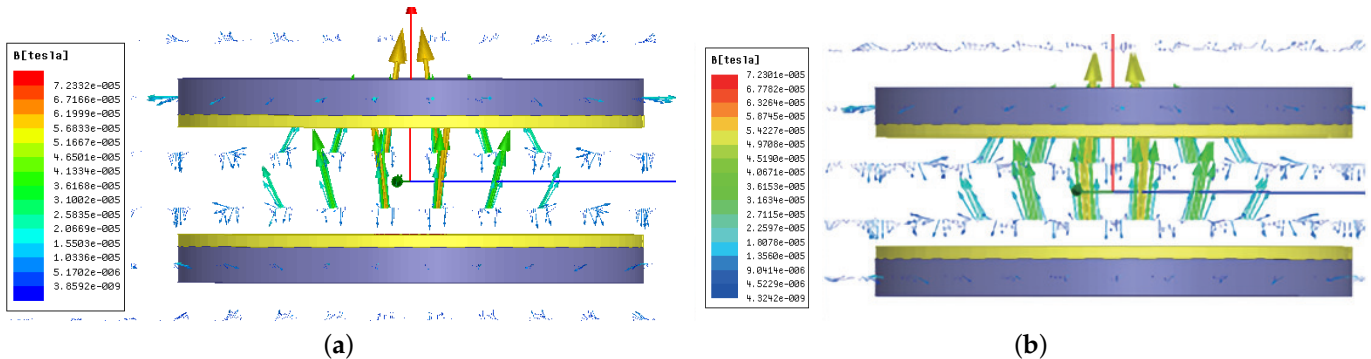 B[tesla]
7.2332e-005
6.7166e-005
6.1999e-005
5.6833e-005
5.1667e-005
4.6501e-005
4.1334e-005
3.6168e-005
3.1002e-005
2.5835e-005
2.0669e-005
1.5503e-005
1.0336e-005
5.1702e-006
3.8592e-009
(a)
B[tesla]
7.2301e-005
6.7782e-005
6.3264e-005
5.8745e-005
5.4227e-005
4.9708e-005
4.5190e-005
4.0671e-005
3.6153e-005
3.1634e-005
2.7115e-005
2.2597e-005
1.8078e-005
1.3560e-005
9.0414e-006
4.5229e-006
4.3242e-009
(b)